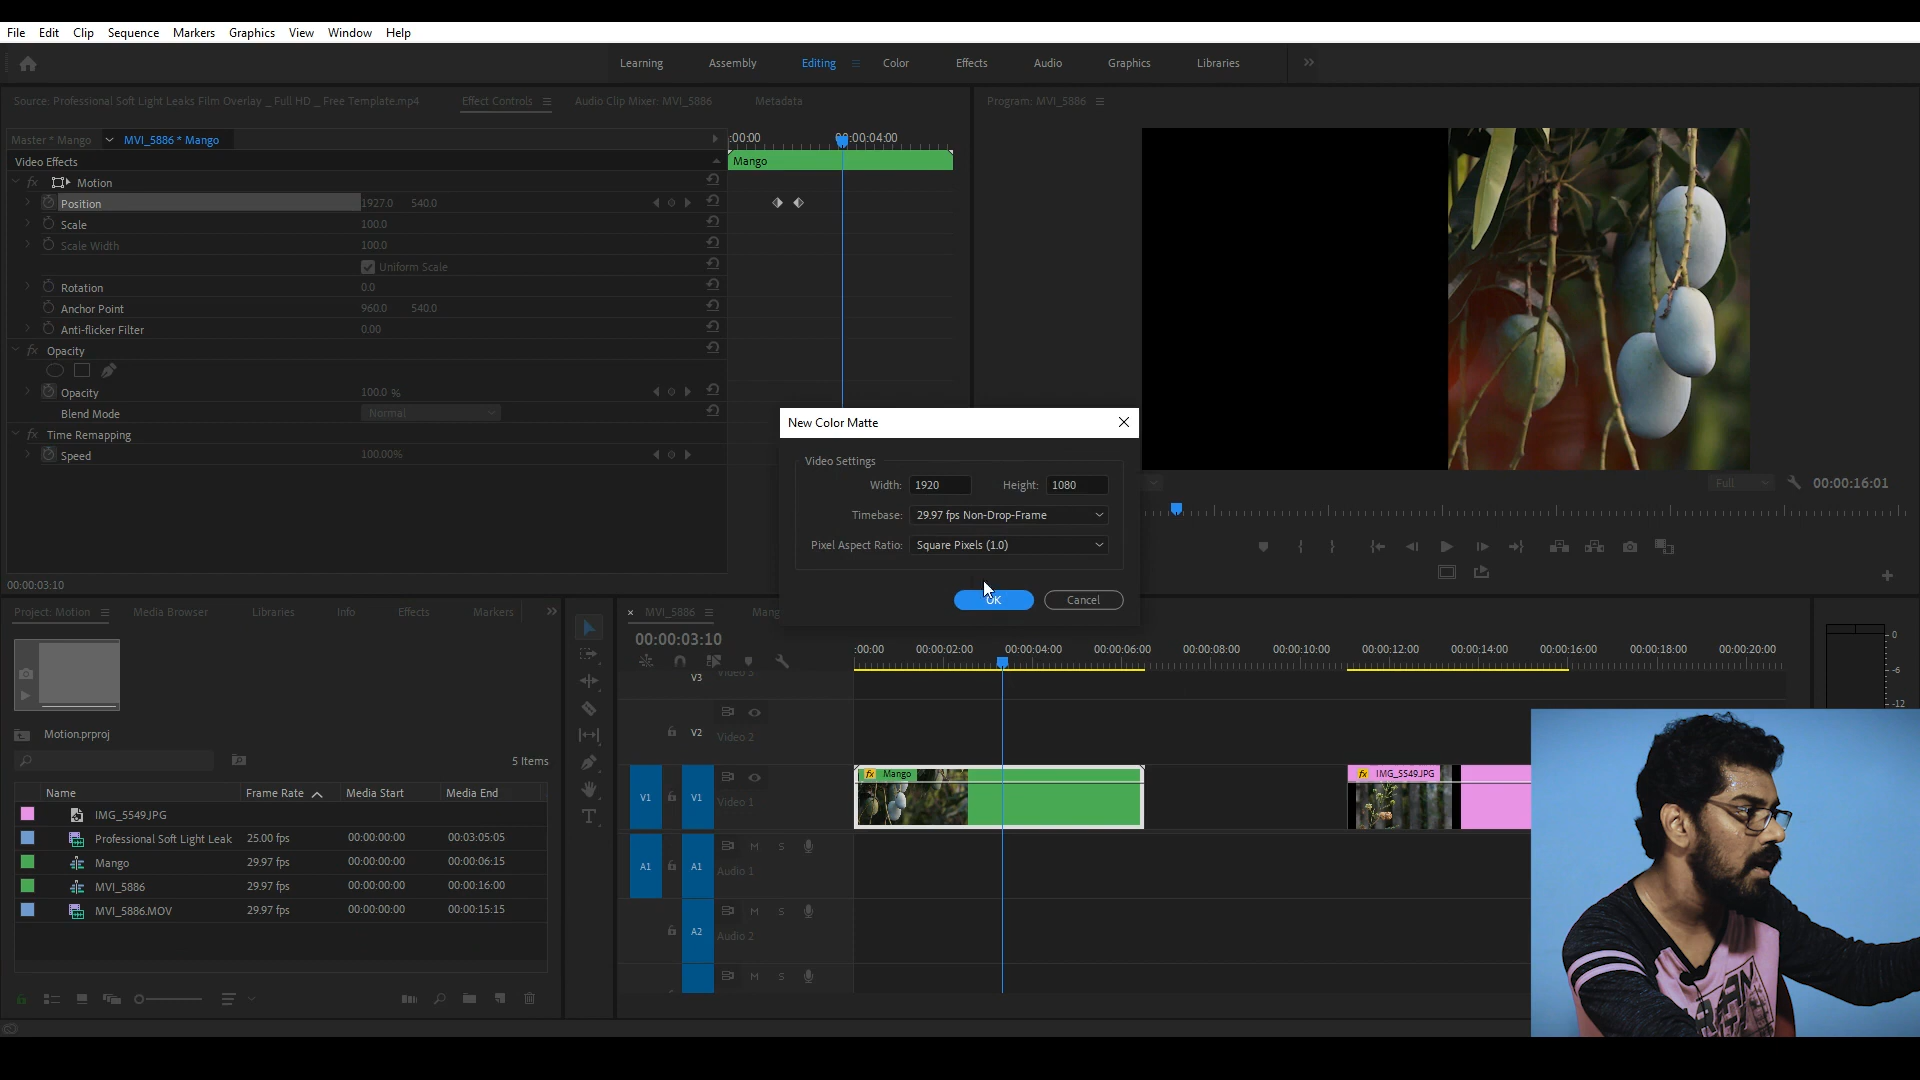 File Edit Clip Sequence Markers Graphics View Window Help
Learning Assembly Editing Color Effects Audio Graphics Libraries
Source: Professional Soft Light Leaks Film Overlay _ Full HD _ Free Template.mp4 Effect Controls Audio Clip Mixer: MVI_5886 Metadata
Program: MVI_5886
Master * Mango MVI_5886 * Mango
:00:00 00:00:04:00
Video Effects
Mango
fx Motion
Position 1927.0 540.0
Scale 100.0
Scale Width 100.0
Uniform Scale
Rotation 0.0
Anchor Point 960.0 540.0
Anti-flicker Filter 0.00
fx Opacity
Opacity 100.0 %
Blend Mode Normal
fx Time Remapping
Speed 100.00%
00:00:03:10
New Color Matte
Video Settings
Width: 1920 Height: 1080
Timebase: 29.97 fps Non-Drop-Frame
Pixel Aspect Ratio: Square Pixels (1.0)
OK Cancel
Full 00:00:16:01
Project: Motion Media Browser Libraries Info Effects Markers
Motion.prproj
5 Items
Name Frame Rate Media Start Media End
IMG_5549.JPG
Professional Soft Light Leak 25.00 fps 00:00:00:00 00:03:05:05
Mango 29.97 fps 00:00:00:00 00:00:06:15
MVI_5886 29.97 fps 00:00:00:00 00:00:16:00
MVI_5886.MOV 29.97 fps 00:00:00:00 00:00:15:15
MVI_5886 Mang
00:00:03:10
:00:00 00:00:02:00 00:00:04:00 00:00:06:00 00:00:08:00 00:00:10:00 00:00:12:00 00:00:14:00 00:00:16:00 00:00:18:00 00:00:20:00
V3 Video 3
V2 Video 2
V1 V1 Video 1
fx Mango
fx IMG_5549.JPG
A1 A1 M S Audio 1
A2 M S Audio 2
M S
0
-6
-12